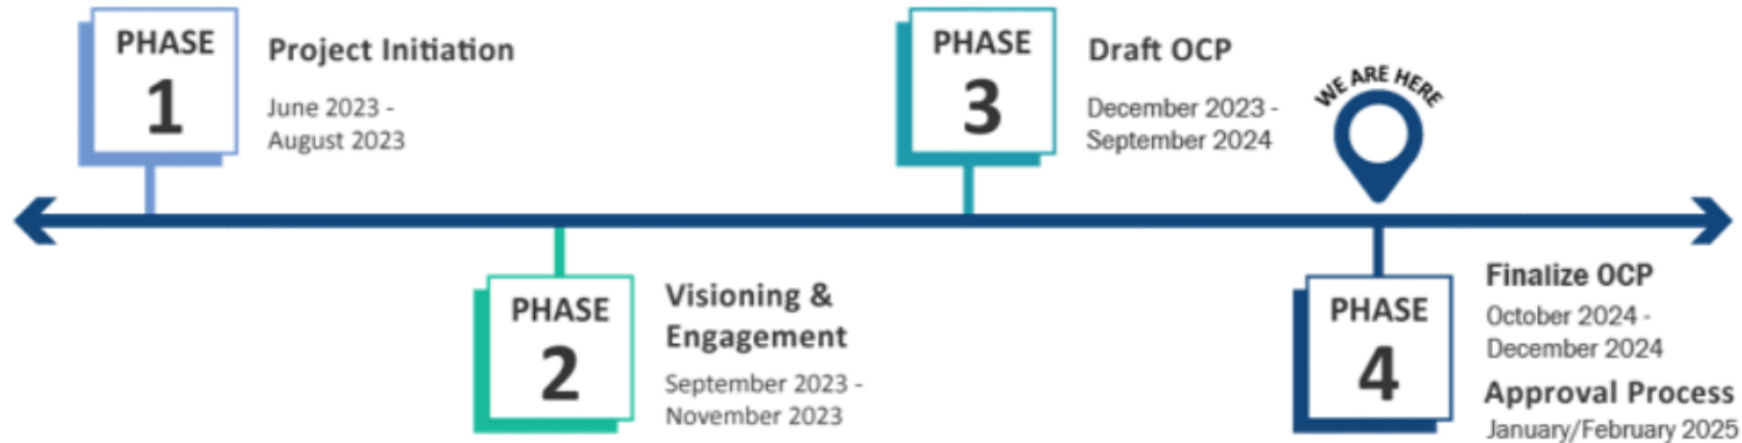 PHASE
1
Project Initiation
June 2023 -
August 2023
PHASE
2
Visioning &
Engagement
September 2023 -
November 2023
PHASE
3
Draft OCP
December 2023 -
September 2024
WE ARE HERE
PHASE
4
Finalize OCP
October 2024 -
December 2024
Approval Process
January/February 2025